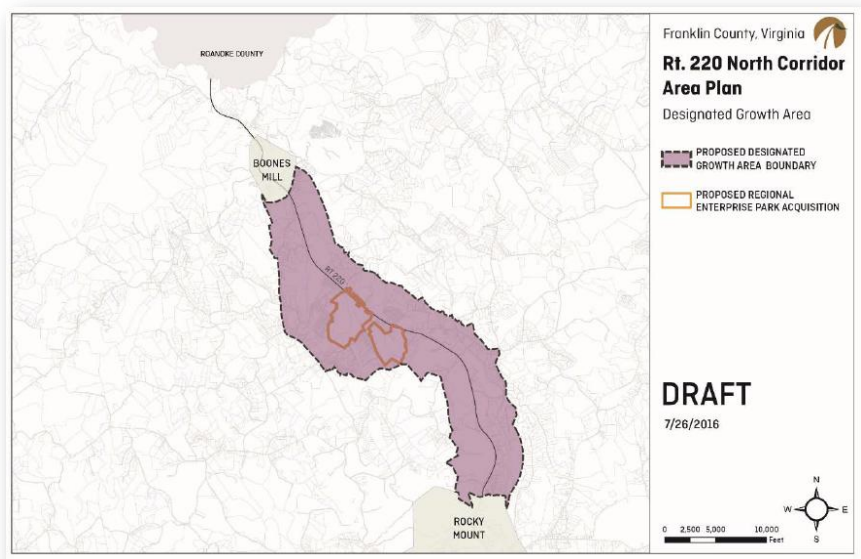 ROANOKE COUNTY
BOONES
MILL
RT 220
ROCKY
MOUNT
Franklin County, Virginia
Rt. 220 North Corridor
Area Plan
Designated Growth Area
PROPOSED DESIGNATED
GROWTH AREA BOUNDARY
PROPOSED REGIONAL
ENTERPRISE PARK ACQUISITION
DRAFT
7/26/2016
N
W E
S
0 2,500 5,000 10,000
Feet